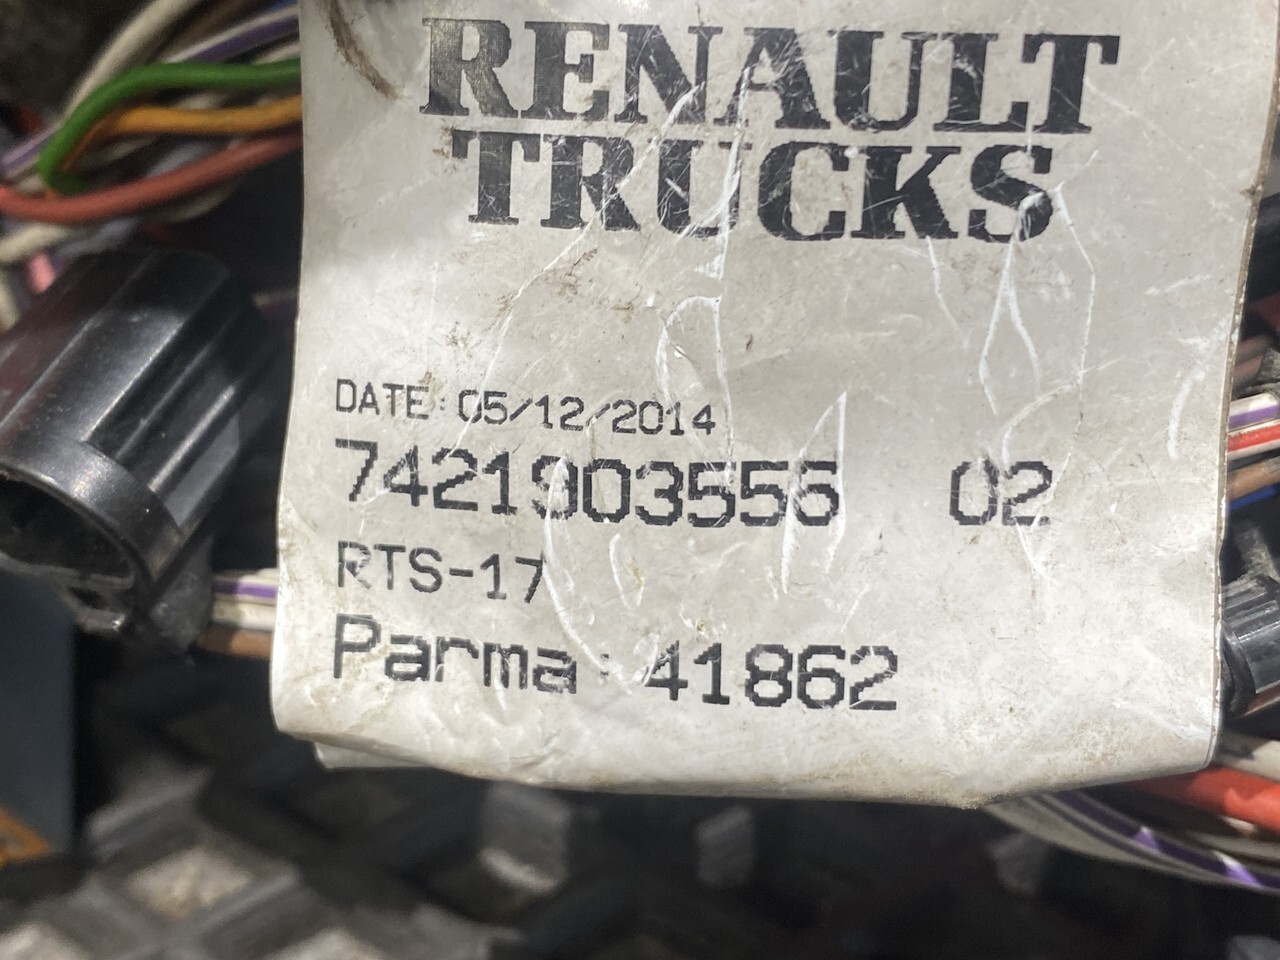 RENAULT
TRUCKS
DATE: 05/12/2014
7421903556 02
RTS-17
Parma: 41862